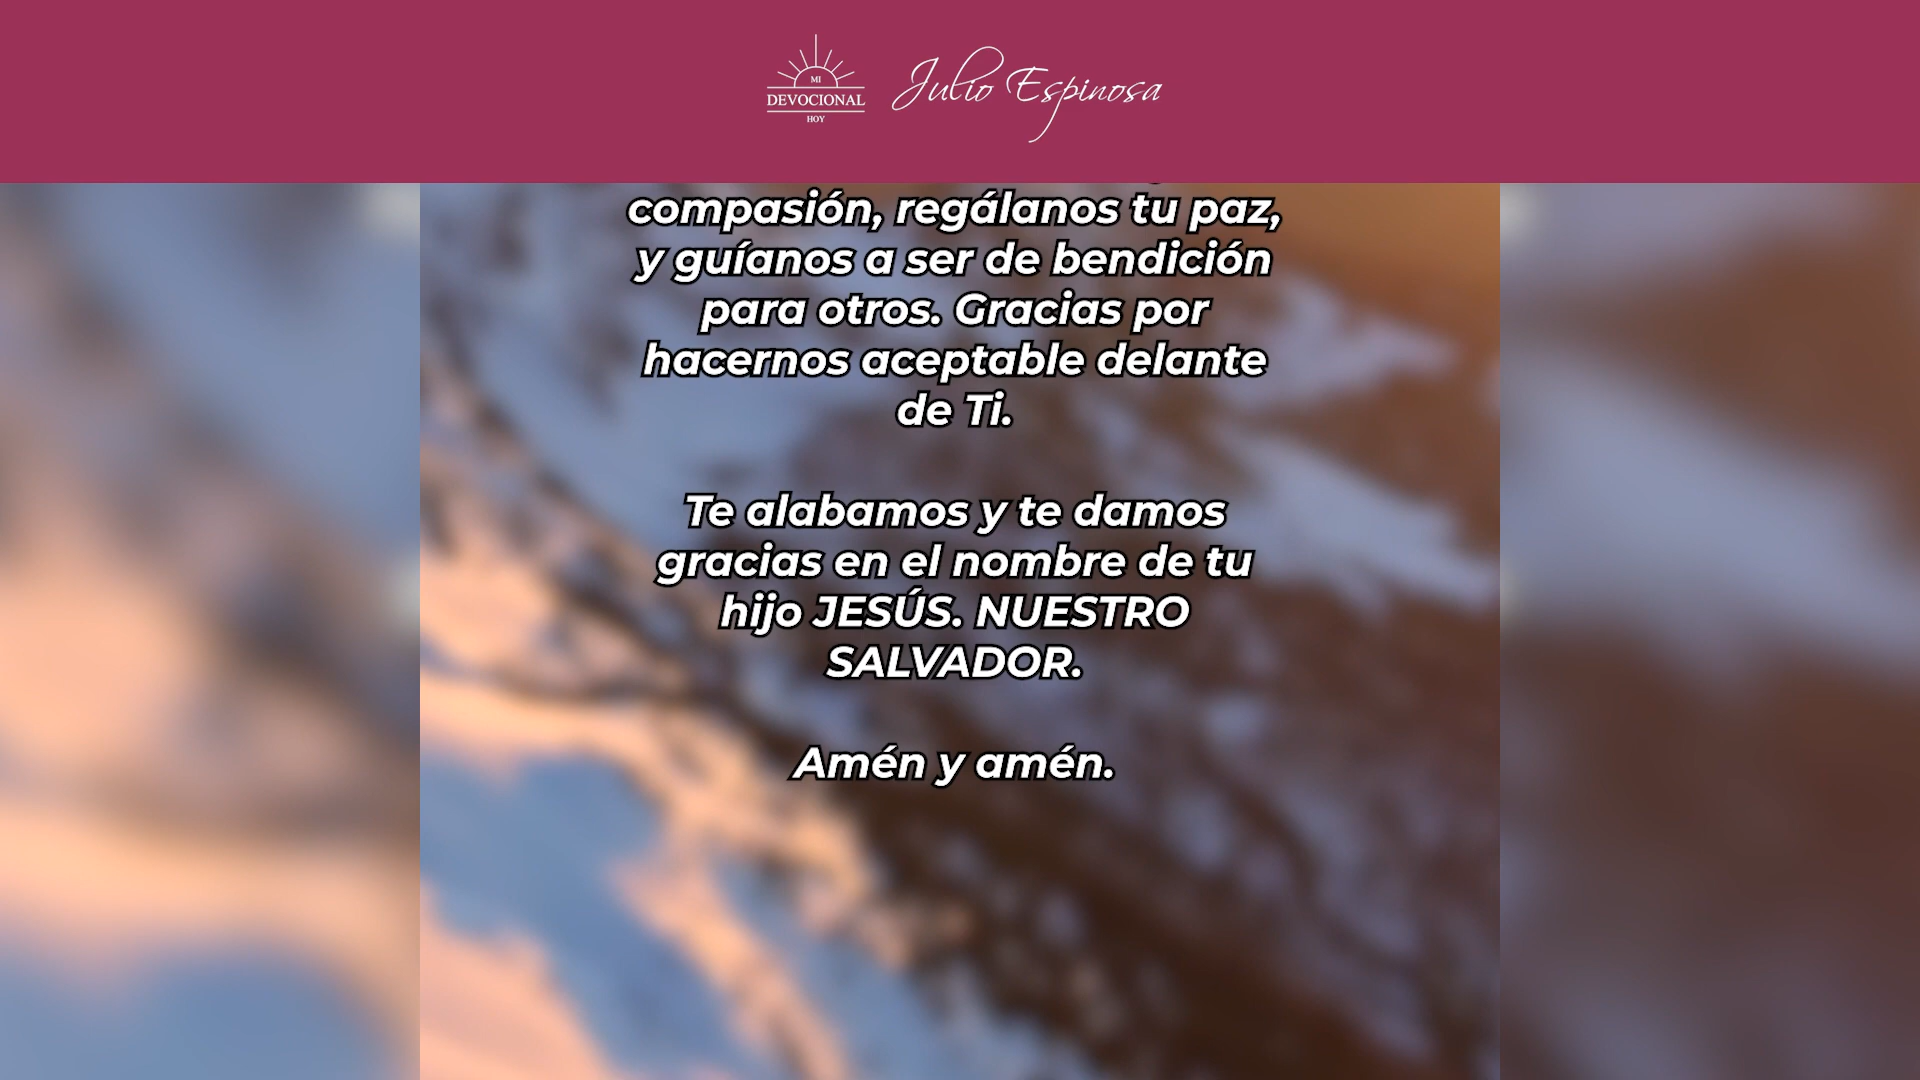 MI
DEVOCIONAL
HOY
Julio Espinosa
compasión, regálanos tu paz,
y guíanos a ser de bendición
para otros. Gracias por
hacernos aceptable delante
de Ti.
Te alabamos y te damos
gracias en el nombre de tu
hijo JESÚS. NUESTRO
SALVADOR.
Amén y amén.